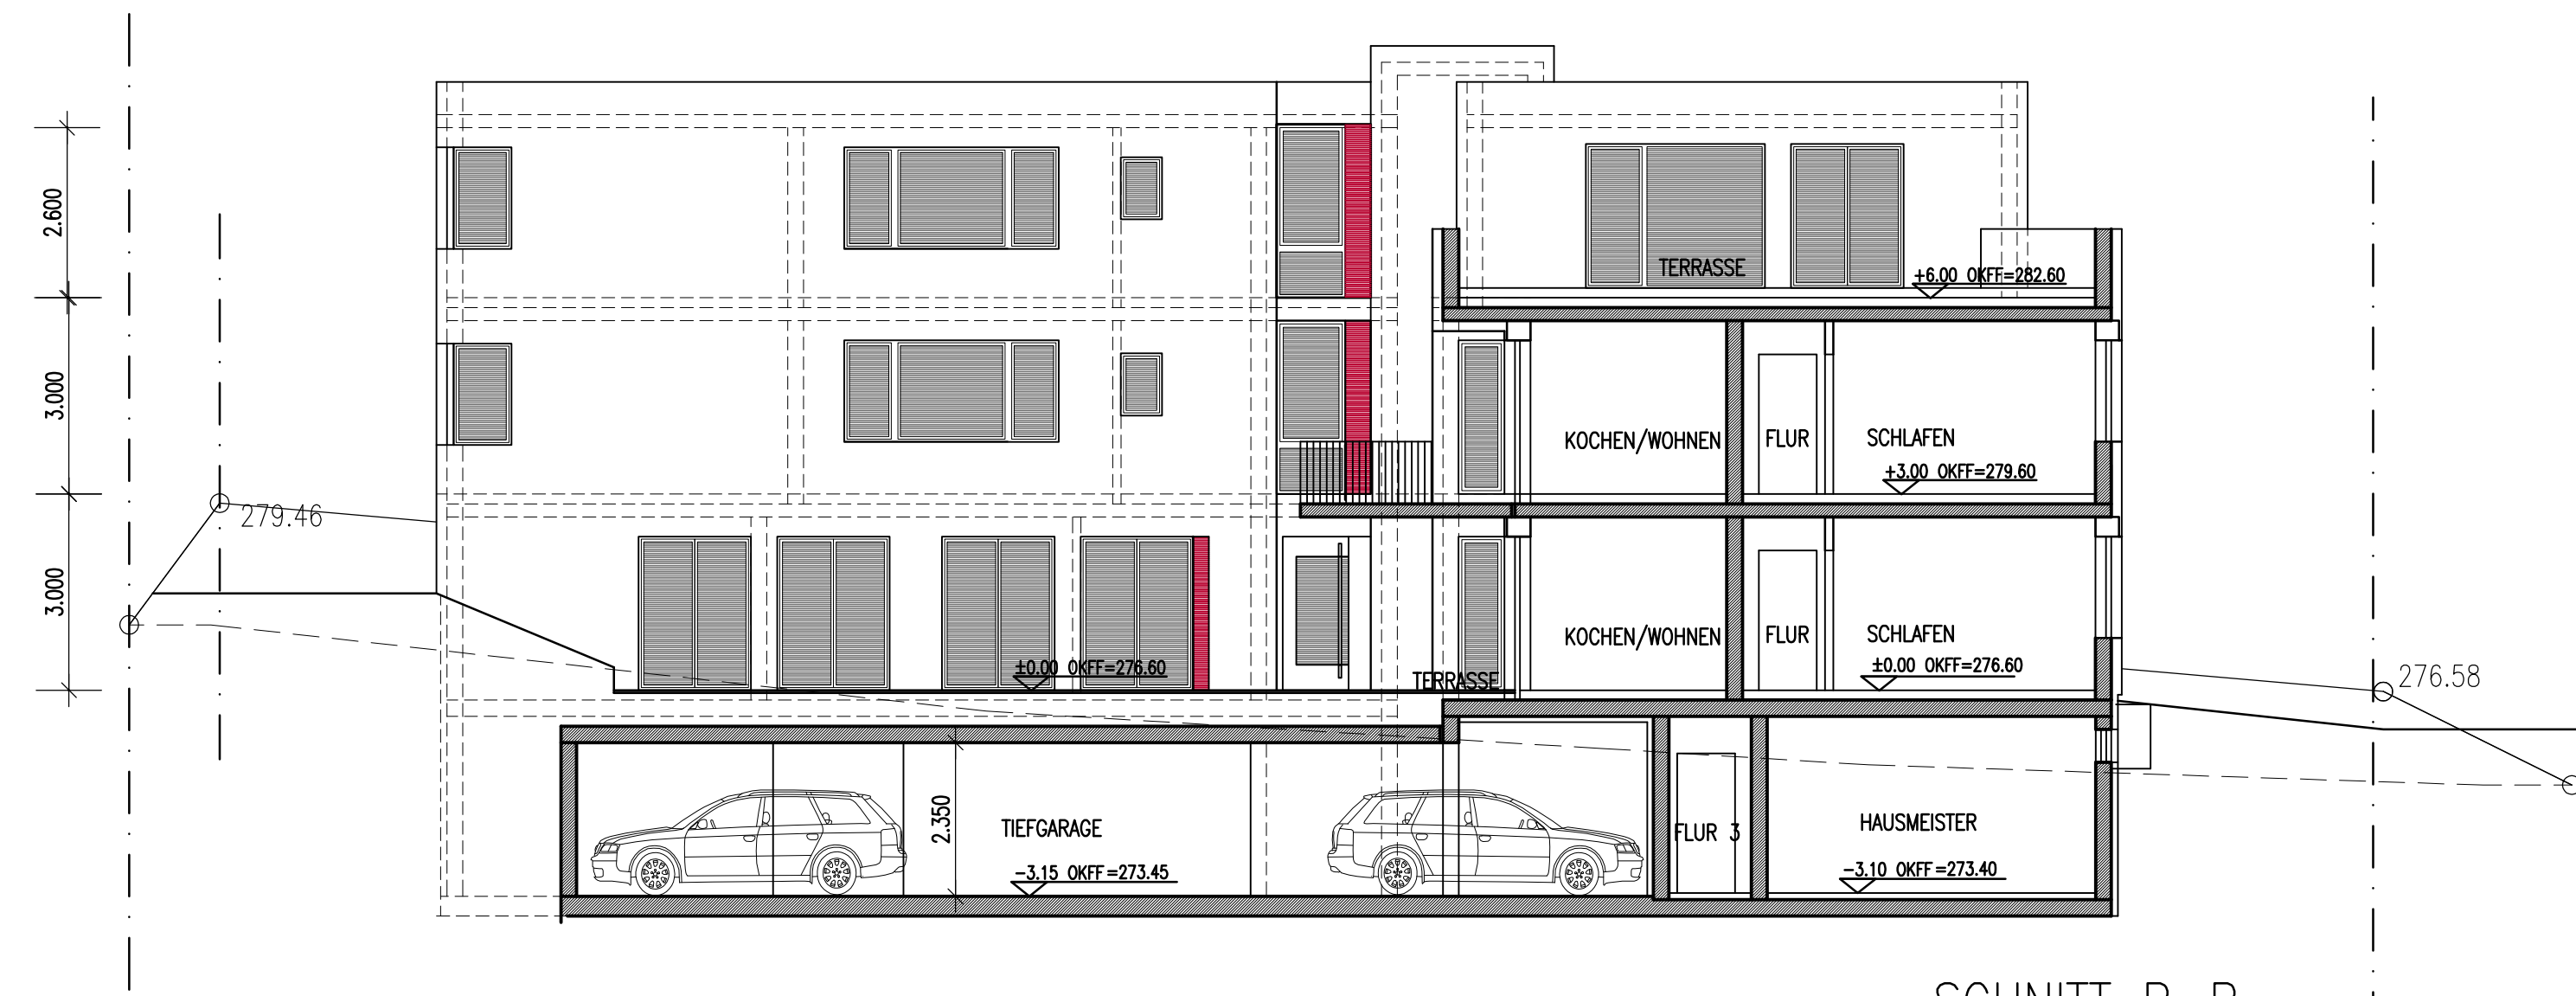 2.600
TERRASSE
+6.00 OKFF=282.60
3.000
KOCHEN/WOHNEN FLUR SCHLAFEN
+3.00 OKFF=279.60
279.46
3.000
KOCHEN/WOHNEN FLUR SCHLAFEN
±0.00 OKFF=276.60
±0.00 OKFF=276.60
TERRASSE
276.58
2.350
TIEFGARAGE
FLUR 3
HAUSMEISTER
-3.15 OKFF=273.45
-3.10 OKFF=273.40